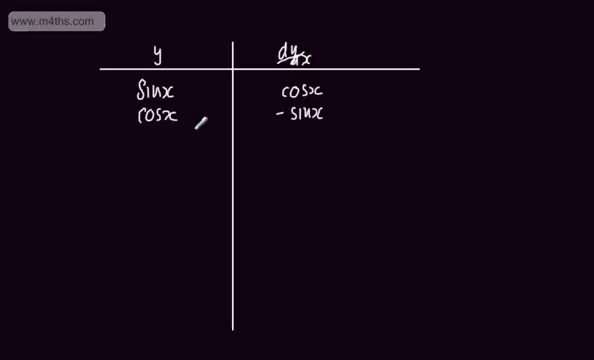 www.m4ths.com
y dy/dx
sinx cosx
cosx - sinx